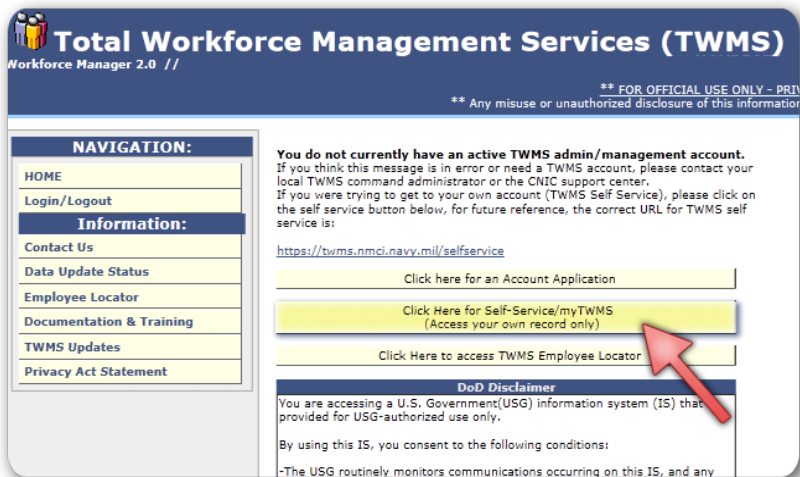 Total Workforce Management Services (TWMS)
Workforce Manager 2.0 //
** FOR OFFICIAL USE ONLY - PRIV
** Any misuse or unauthorized disclosure of this information
NAVIGATION:
HOME
Login/Logout
Information:
Contact Us
Data Update Status
Employee Locator
Documentation & Training
TWMS Updates
Privacy Act Statement
You do not currently have an active TWMS admin/management account.
If you think this message is in error or need a TWMS account, please contact your
local TWMS command administrator or the CNIC support center.
If you were trying to get to your own account (TWMS Self Service), please click on
the self service button below, for future reference, the correct URL for TWMS self
service is:
https://twms.nmci.navy.mil/selfservice
Click here for an Account Application
Click Here for Self-Service/myTWMS
(Access your own record only)
Click Here to access TWMS Employee Locator
DoD Disclaimer
You are accessing a U.S. Government(USG) information system (IS) that
provided for USG-authorized use only.
By using this IS, you consent to the following conditions:
-The USG routinely monitors communications occurring on this IS, and any